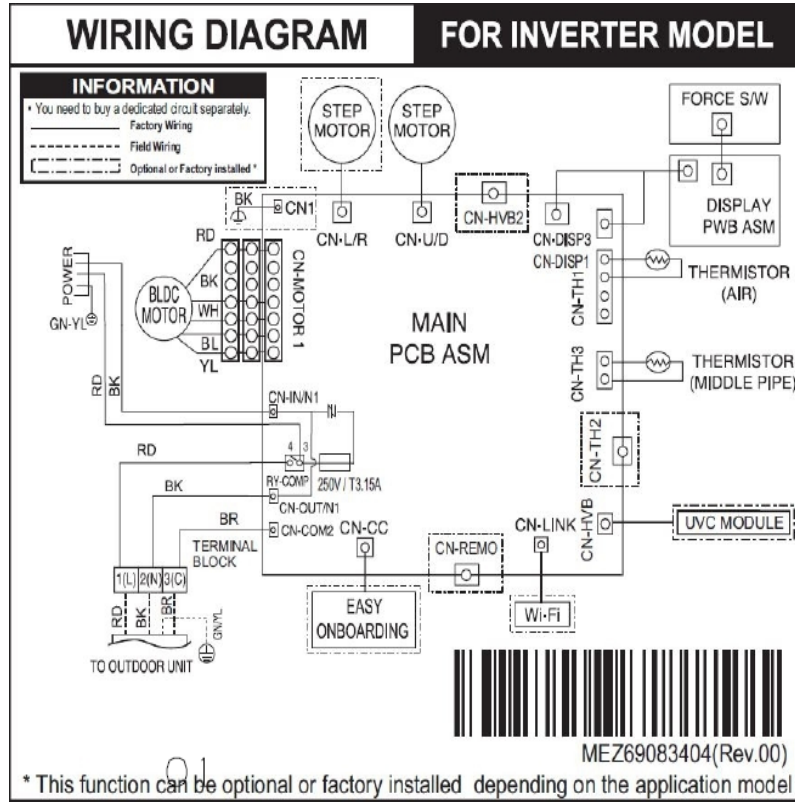 WIRING DIAGRAM
FOR INVERTER MODEL
INFORMATION
• You need to buy a dedicated circuit separately.
Factory Wiring
Field Wiring
Optional or Factory installed *
STEP
MOTOR
STEP
MOTOR
FORCE S/W
DISPLAY
PWB ASM
BK
CN1
CN-L/R
CN-U/D
CN-HVB2
CN-DISP3
CN-DISP1
CN-TH1
THERMISTOR
(AIR)
RD
BK
WH
BL
YL
BLDC
MOTOR
CN-MOTOR 1
POWER
GN-YL
RD
BK
MAIN
PCB ASM
CN-TH3
THERMISTOR
(MIDDLE PIPE)
CN-IN/N1
4 3
RY-COMP
250V / T3.15A
RD
BK
CN-OUT/N1
BR
CN-COM2
CN-TH2
CN-HVB
UVC MODULE
CN-CC
CN-REMO
CN-LINK
TERMINAL
BLOCK
1(L) 2(N) 3(C)
RD
BK
BR
GN/YL
TO OUTDOOR UNIT
EASY
ONBOARDING
Wi-Fi
MEZ69083404(Rev.00)
01
* This function can be optional or factory installed depending on the application model